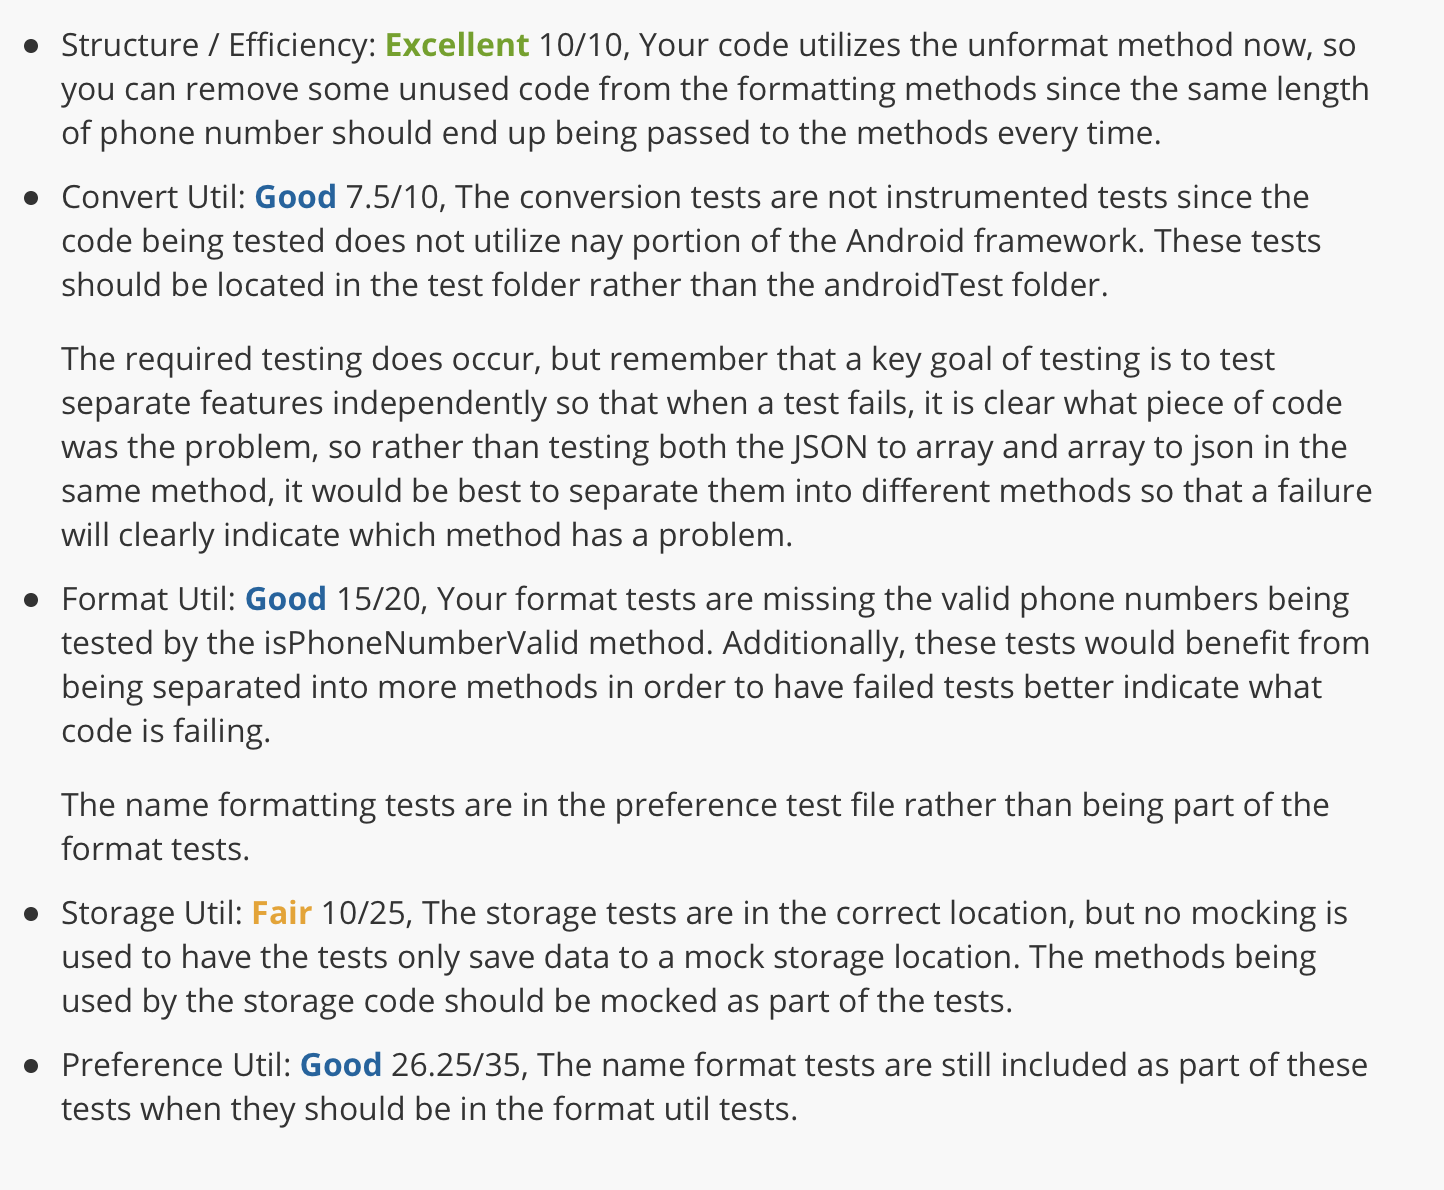 • Structure / Efficiency: Excellent 10/10, Your code utilizes the unformat method now, so
you can remove some unused code from the formatting methods since the same length
of phone number should end up being passed to the methods every time.
• Convert Util: Good 7.5/10, The conversion tests are not instrumented tests since the
code being tested does not utilize nay portion of the Android framework. These tests
should be located in the test folder rather than the androidTest folder.
The required testing does occur, but remember that a key goal of testing is to test
separate features independently so that when a test fails, it is clear what piece of code
was the problem, so rather than testing both the JSON to array and array to json in the
same method, it would be best to separate them into different methods so that a failure
will clearly indicate which method has a problem.
• Format Util: Good 15/20, Your format tests are missing the valid phone numbers being
tested by the isPhoneNumberValid method. Additionally, these tests would benefit from
being separated into more methods in order to have failed tests better indicate what
code is failing.
The name formatting tests are in the preference test file rather than being part of the
format tests.
• Storage Util: Fair 10/25, The storage tests are in the correct location, but no mocking is
used to have the tests only save data to a mock storage location. The methods being
used by the storage code should be mocked as part of the tests.
• Preference Util: Good 26.25/35, The name format tests are still included as part of these
tests when they should be in the format util tests.